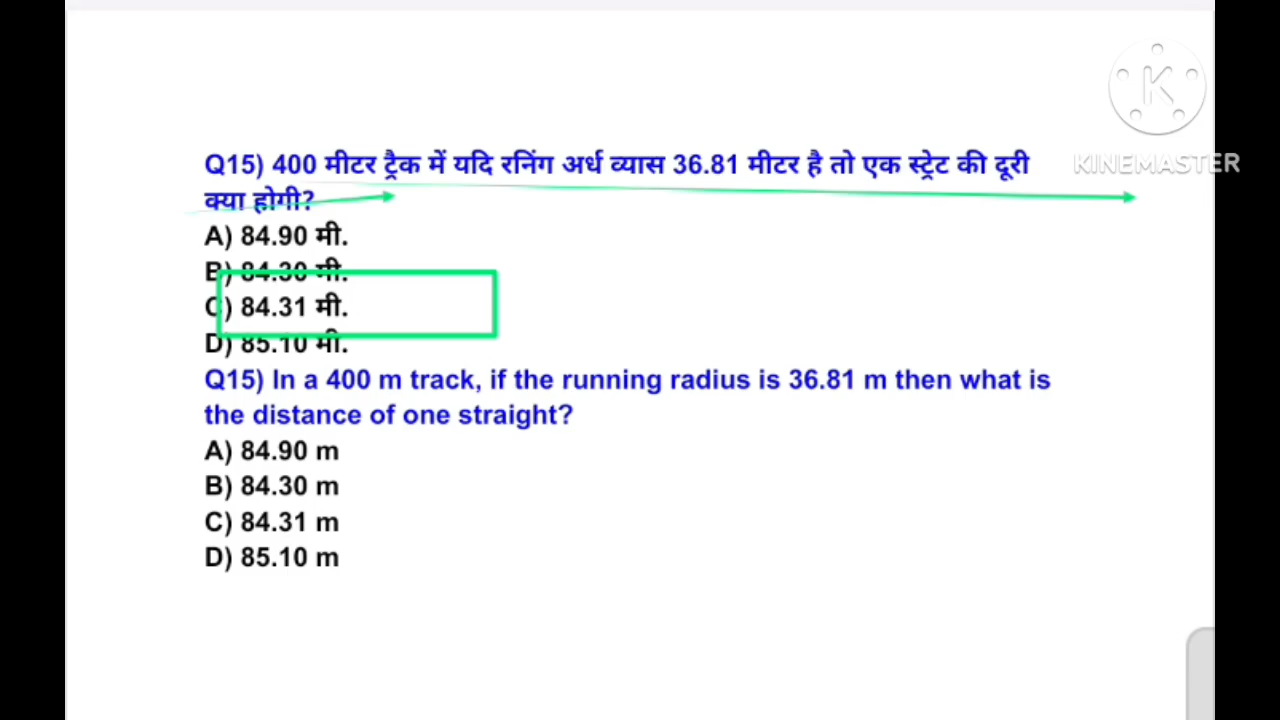 KINEMASTER
Q15) 400 मीटर ट्रैक में यदि रनिंग अर्ध व्यास 36.81 मीटर है तो एक स्ट्रेट की दूरी
क्या होगी?
A) 84.90 मी.
B) 84.30 मी.
C) 84.31 मी.
D) 85.10 मी.
Q15) In a 400 m track, if the running radius is 36.81 m then what is
the distance of one straight?
A) 84.90 m
B) 84.30 m
C) 84.31 m
D) 85.10 m